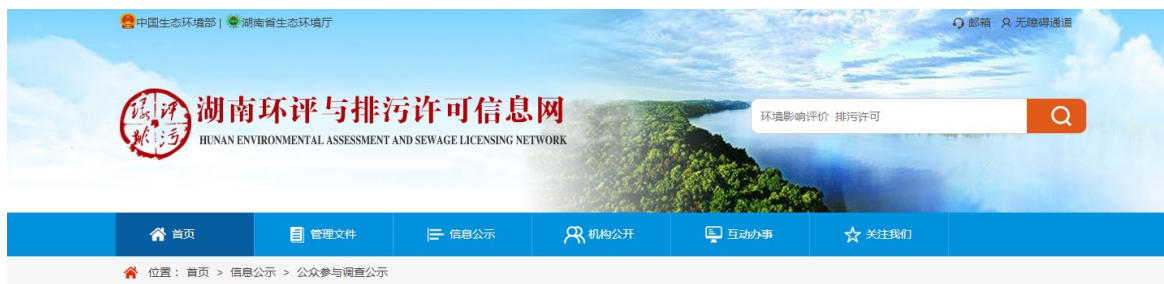 中国生态环境部 | 湖南省生态环境厅
邮箱 无障碍通道
环评
排污
湖南环评与排污许可信息网
HUNAN ENVIRONMENTAL ASSESSMENT AND SEWAGE LICENSING NETWORK
环境影响评价 排污许可
首页 管理文件 信息公示 机构公开 互动办事 关注我们
位置： 首页 > 信息公示 > 公众参与调查公示